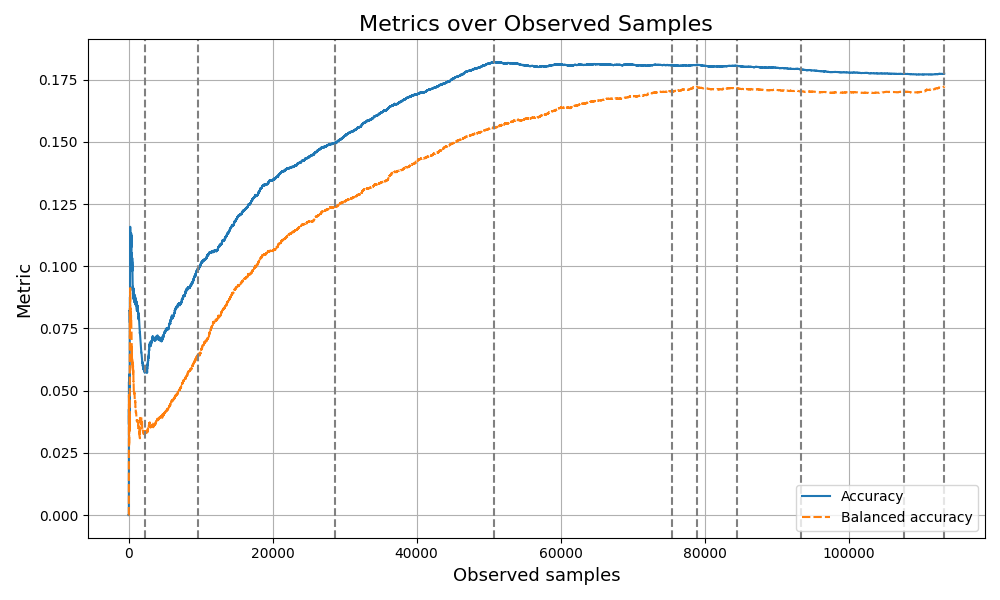 Metrics over Observed Samples
Metric
0.175
0.150
0.125
0.100
0.075
0.050
0.025
0.000
0
20000
40000
60000
80000
100000
Observed samples
Accuracy
Balanced accuracy